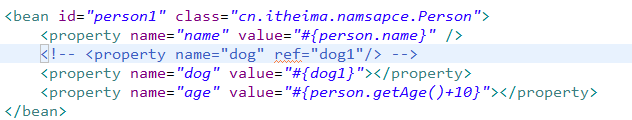 <bean id="person1" class="cn.itheima.namsapce.Person">
<property name="name" value="#{person.name}" />
<!-- <property name="dog" ref="dog1"/> -->
<property name="dog" value="#{dog1}"></property>
<property name="age" value="#{person.getAge()+10}"></property>
</bean>